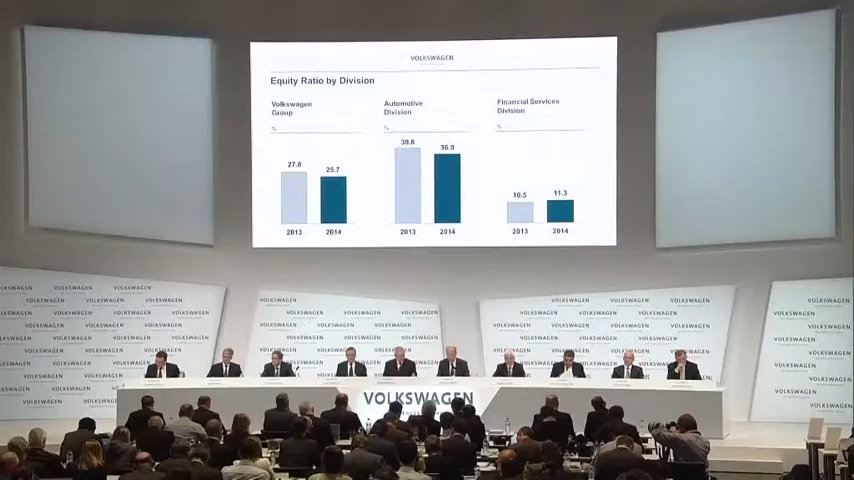 VOLKSWAGEN
Equity Ratio by Division
Volkswagen
Group
Automotive
Division
Financial Services
Division
%
%
%
27.8
25.7
39.8
36.9
10.5
11.3
2013
2014
2013
2014
2013
2014
VOLKSWAGEN
VOLKSWAGEN